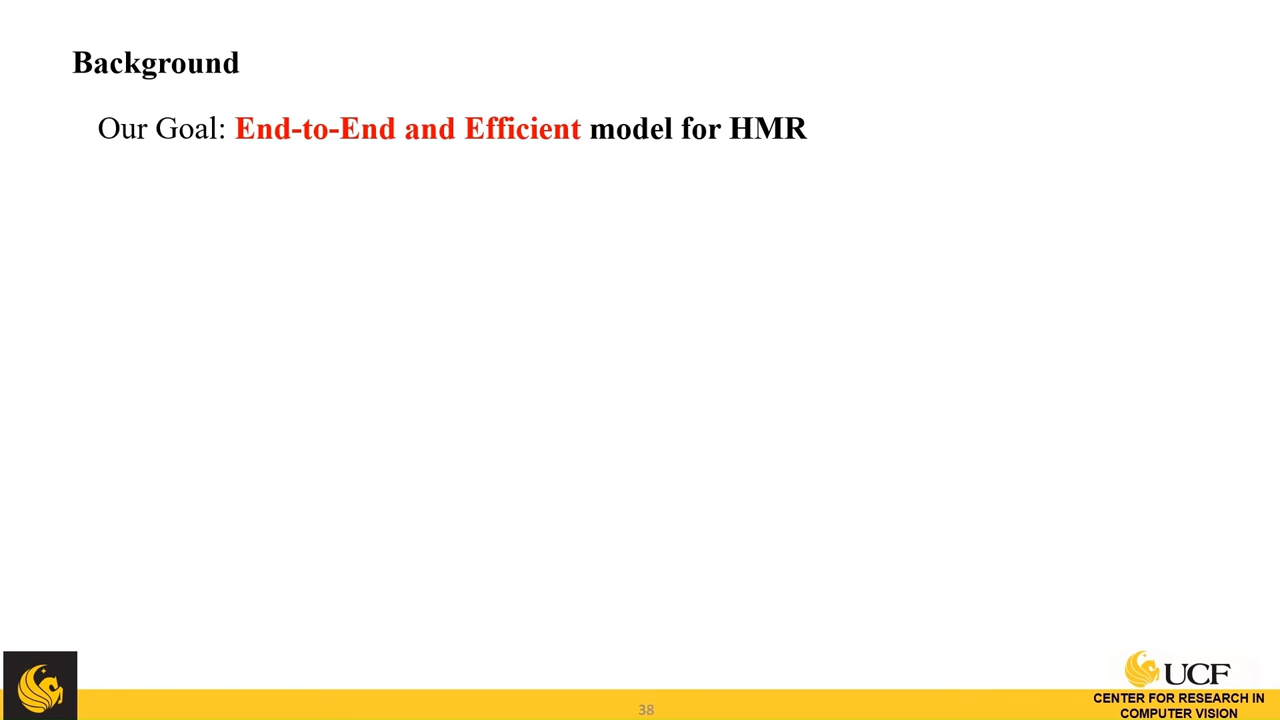 Background
Our Goal: End-to-End and Efficient model for HMR
UCF
CENTER FOR RESEARCH IN
COMPUTER VISION
38